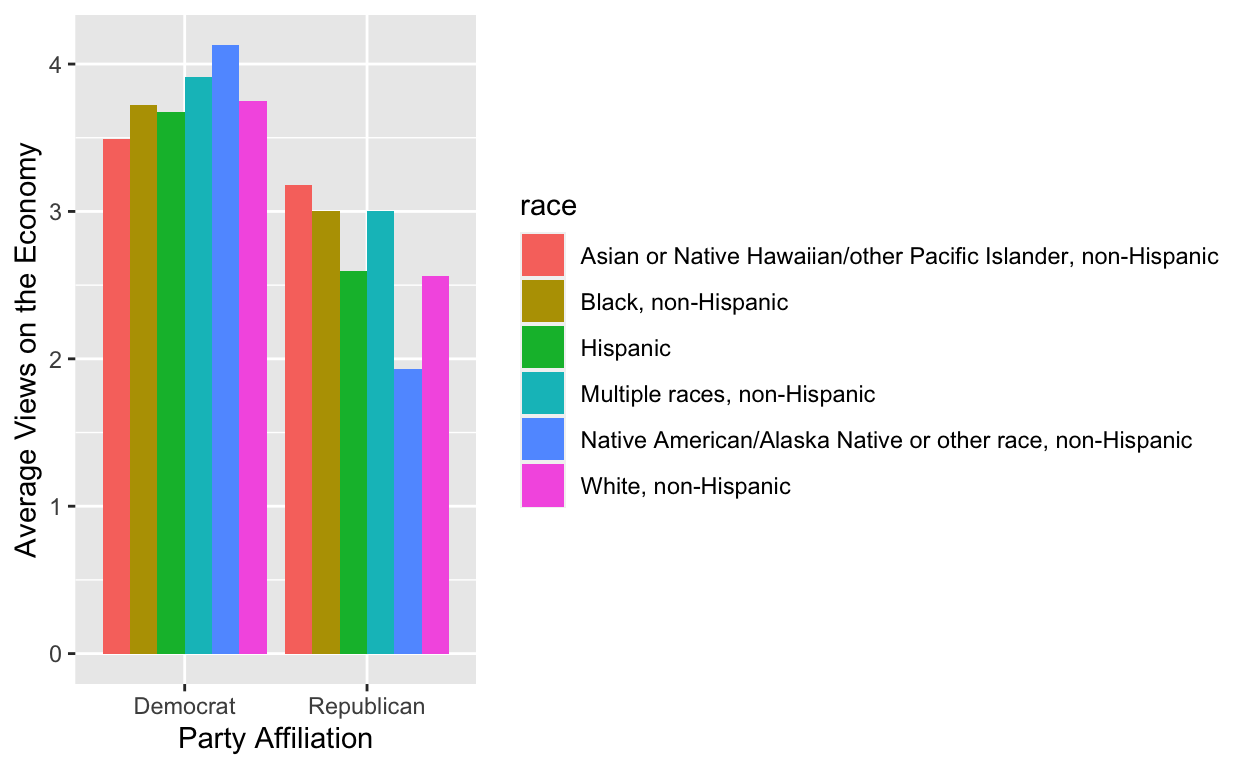 4
3
2
1
0
Average Views on the Economy
Democrat Republican
Party Affiliation
race
Asian or Native Hawaiian/other Pacific Islander, non-Hispanic
Black, non-Hispanic
Hispanic
Multiple races, non-Hispanic
Native American/Alaska Native or other race, non-Hispanic
White, non-Hispanic